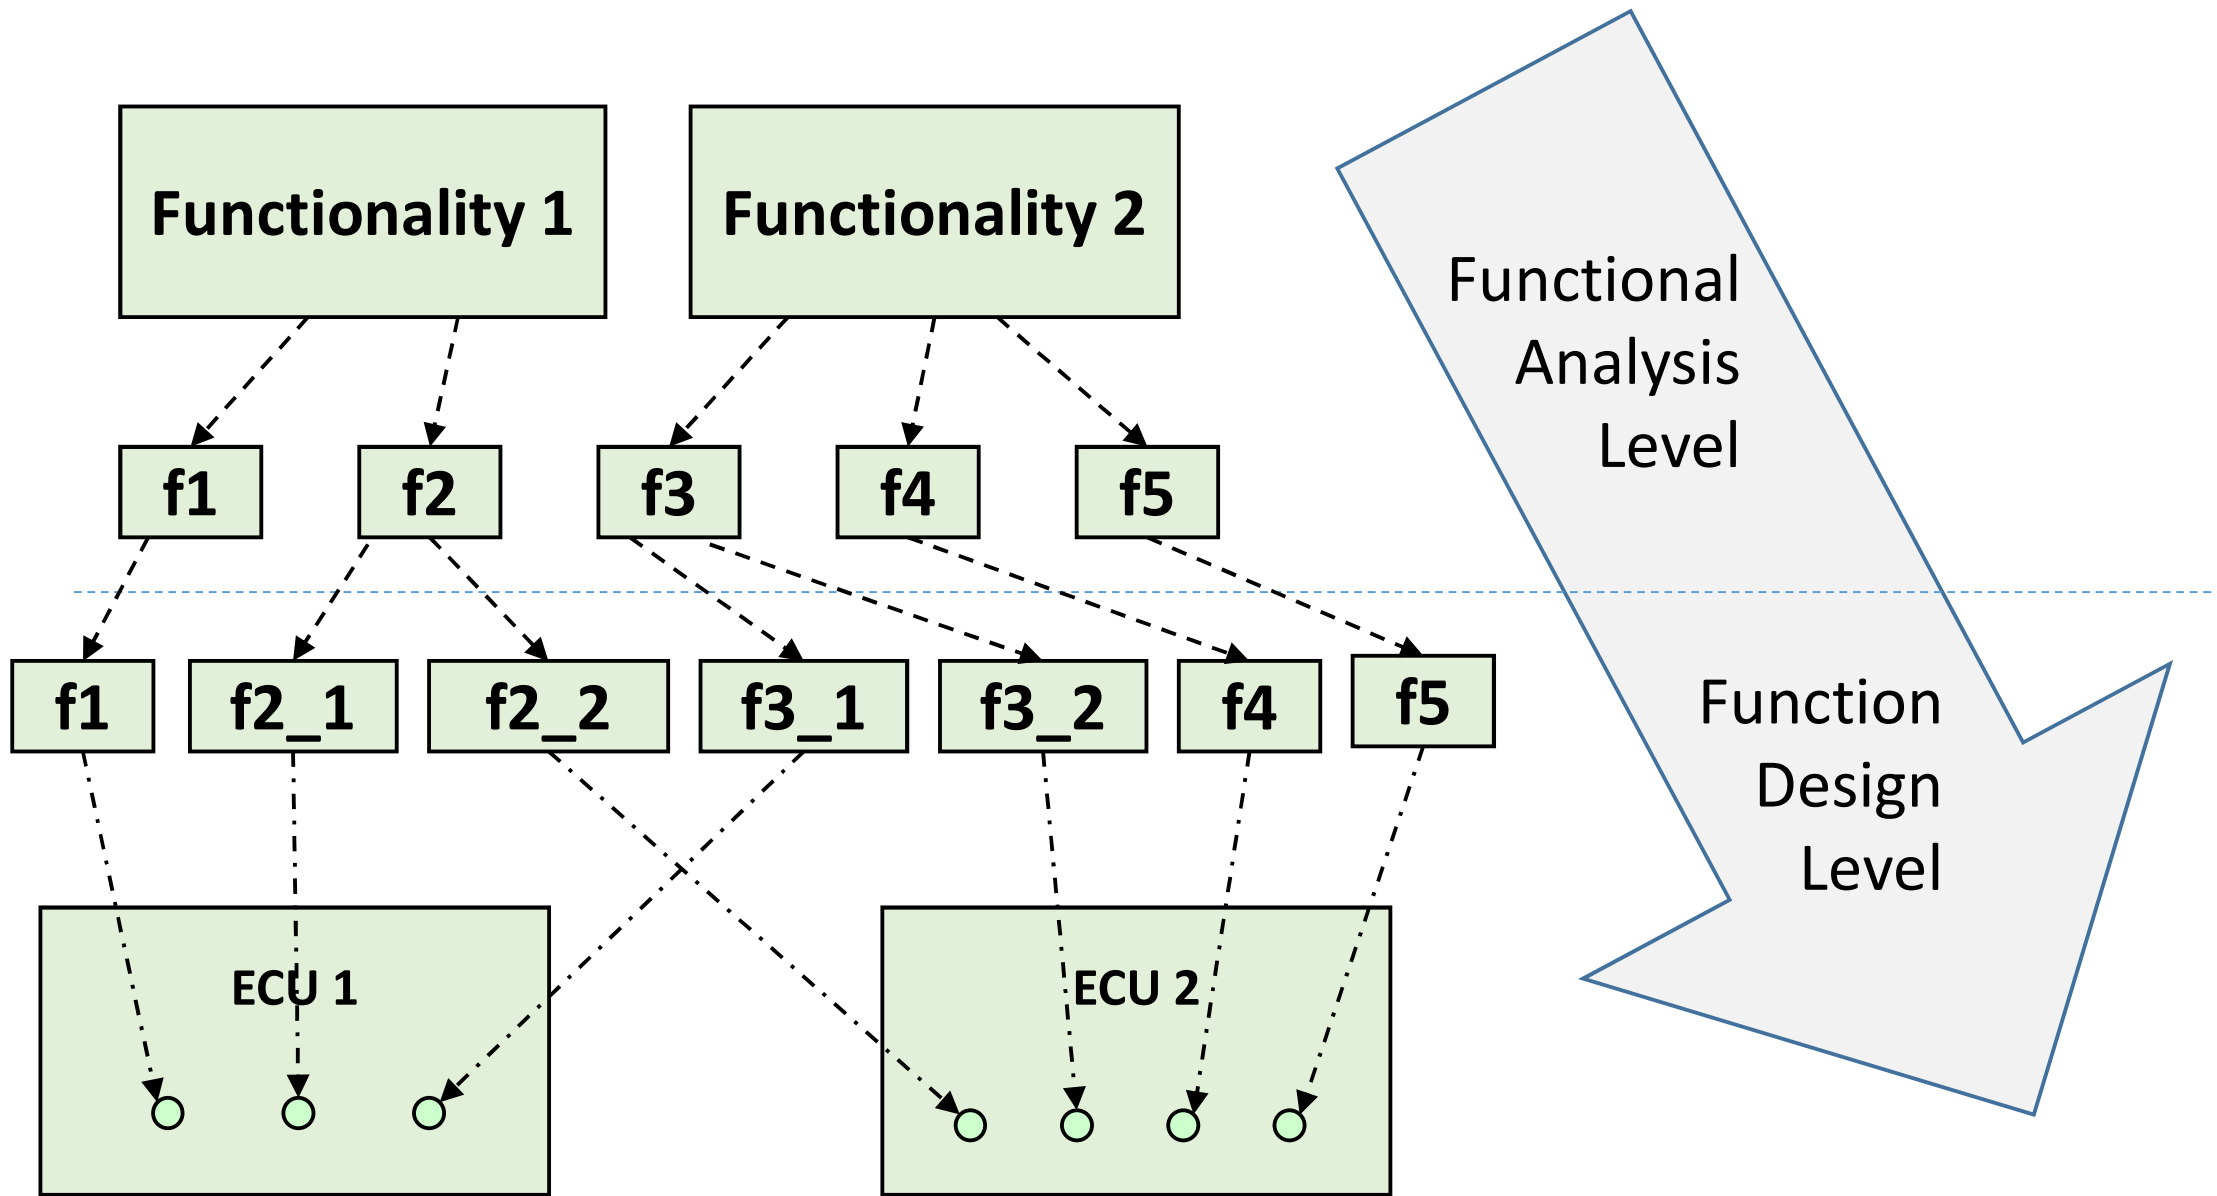 Functionality 1
Functionality 2
Functional
Analysis
Level
f1
f2
f3
f4
f5
f1
f2_1
f2_2
f3_1
f3_2
f4
f5
Function
Design
Level
ECU 1
ECU 2